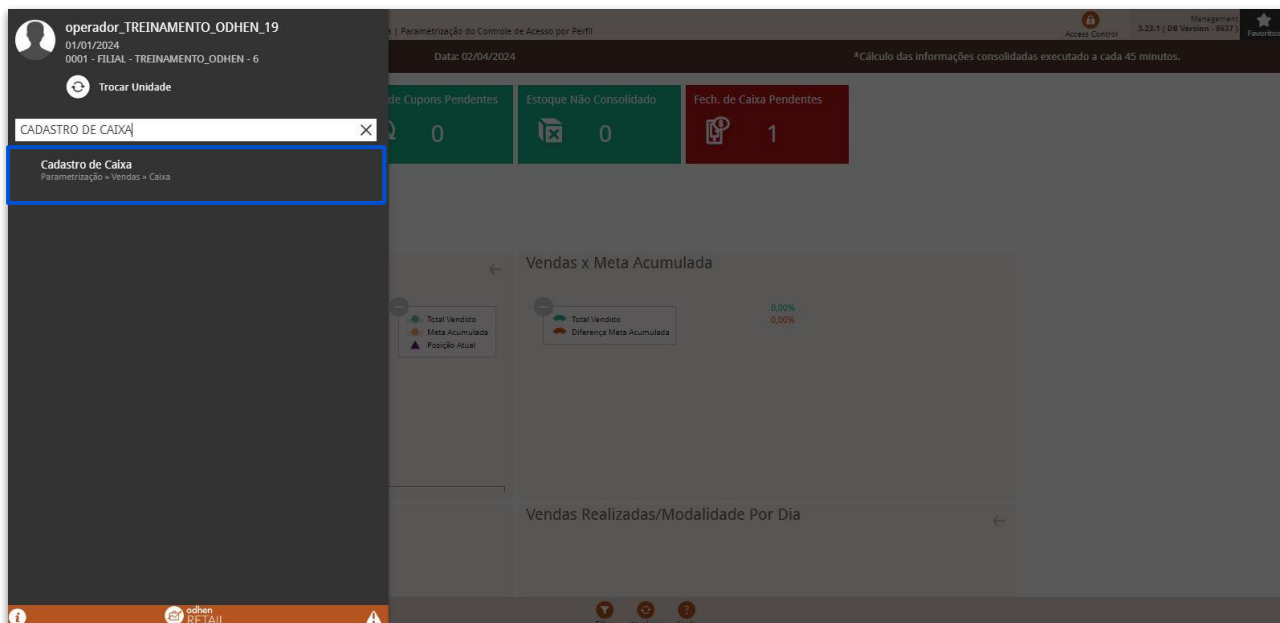 operador_TREINAMENTO_ODHEN_19
01/01/2024
0001 - FILIAL - TREINAMENTO_ODHEN - 6
Trocar Unidade
CADASTRO DE CAIXA
Cadastro de Caixa
Parametrização » Vendas » Caixa
| Parametrização do Controle de Acesso por Perfil
Access Control
Management
3.23.1 ( DB Version - 8637 )
Favoritos
Data: 02/04/2024
*Cálculo das informações consolidadas executado a cada 45 minutos.
de Cupons Pendentes
0
Estoque Não Consolidado
0
Fech. de Caixa Pendentes
1
Total Vendido
Meta Acumulada
Posição Atual
Vendas x Meta Acumulada
Total Vendido
Diferença Meta Acumulada
0,00%
0,00%
Vendas Realizadas/Modalidade Por Dia
odhen
RETAIL